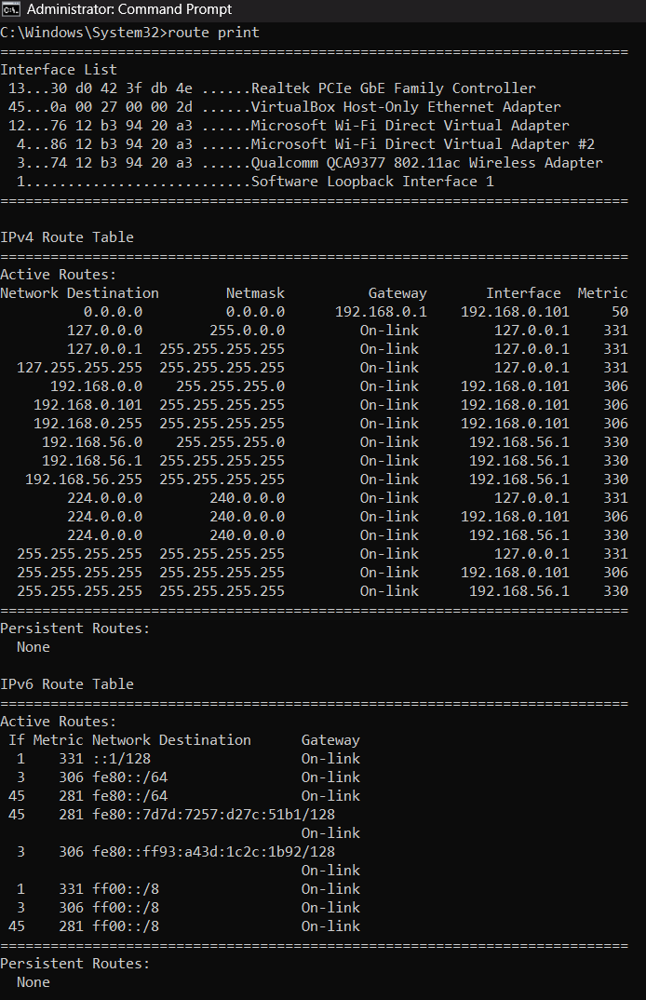 Administrator: Command Prompt
C:\Windows\System32>route print
===========================================================================
Interface List
 13...30 d0 42 3f db 4e ......Realtek PCIe GbE Family Controller
 45...0a 00 27 00 00 2d ......VirtualBox Host-Only Ethernet Adapter
 12...76 12 b3 94 20 a3 ......Microsoft Wi-Fi Direct Virtual Adapter
  4...86 12 b3 94 20 a3 ......Microsoft Wi-Fi Direct Virtual Adapter #2
  3...74 12 b3 94 20 a3 ......Qualcomm QCA9377 802.11ac Wireless Adapter
  1...........................Software Loopback Interface 1
===========================================================================

IPv4 Route Table
===========================================================================
Active Routes:
Network Destination        Netmask          Gateway       Interface  Metric
          0.0.0.0          0.0.0.0      192.168.0.1    192.168.0.101     50
        127.0.0.0        255.0.0.0         On-link         127.0.0.1    331
        127.0.0.1  255.255.255.255         On-link         127.0.0.1    331
  127.255.255.255  255.255.255.255         On-link         127.0.0.1    331
      192.168.0.0    255.255.255.0         On-link     192.168.0.101    306
    192.168.0.101  255.255.255.255         On-link     192.168.0.101    306
    192.168.0.255  255.255.255.255         On-link     192.168.0.101    306
     192.168.56.0    255.255.255.0         On-link      192.168.56.1    330
     192.168.56.1  255.255.255.255         On-link      192.168.56.1    330
   192.168.56.255  255.255.255.255         On-link      192.168.56.1    330
        224.0.0.0        240.0.0.0         On-link         127.0.0.1    331
        224.0.0.0        240.0.0.0         On-link     192.168.0.101    306
        224.0.0.0        240.0.0.0         On-link      192.168.56.1    330
  255.255.255.255  255.255.255.255         On-link         127.0.0.1    331
  255.255.255.255  255.255.255.255         On-link     192.168.0.101    306
  255.255.255.255  255.255.255.255         On-link      192.168.56.1    330
===========================================================================
Persistent Routes:
  None

IPv6 Route Table
===========================================================================
Active Routes:
 If Metric Network Destination      Gateway
  1    331 ::1/128                  On-link
  3    306 fe80::/64                On-link
 45    281 fe80::/64                On-link
 45    281 fe80::7d7d:7257:d27c:51b1/128
                                    On-link
  3    306 fe80::ff93:a43d:1c2c:1b92/128
                                    On-link
  1    331 ff00::/8                 On-link
  3    306 ff00::/8                 On-link
 45    281 ff00::/8                 On-link
===========================================================================
Persistent Routes:
  None